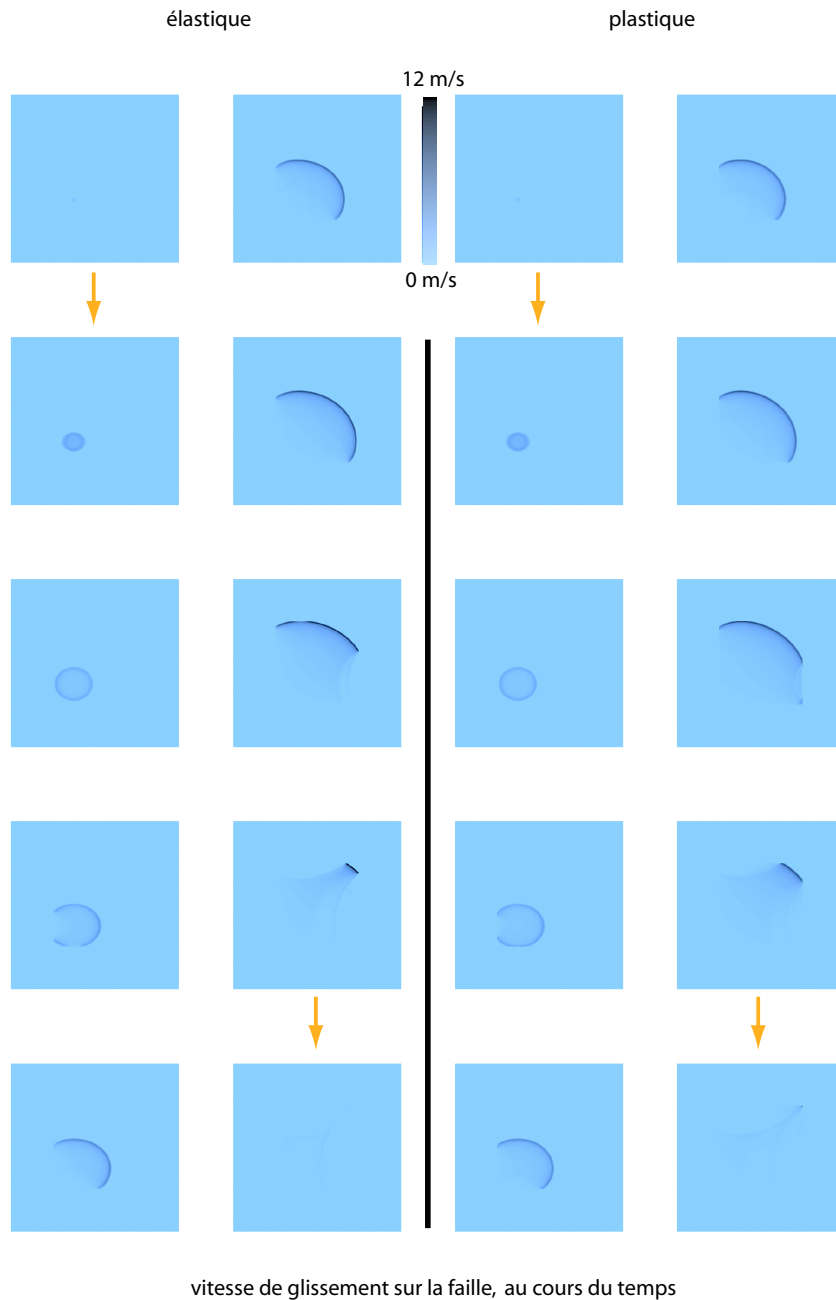 élastique
plastique
12 m/s
0 m/s
vitesse de glissement sur la faille, au cours du temps